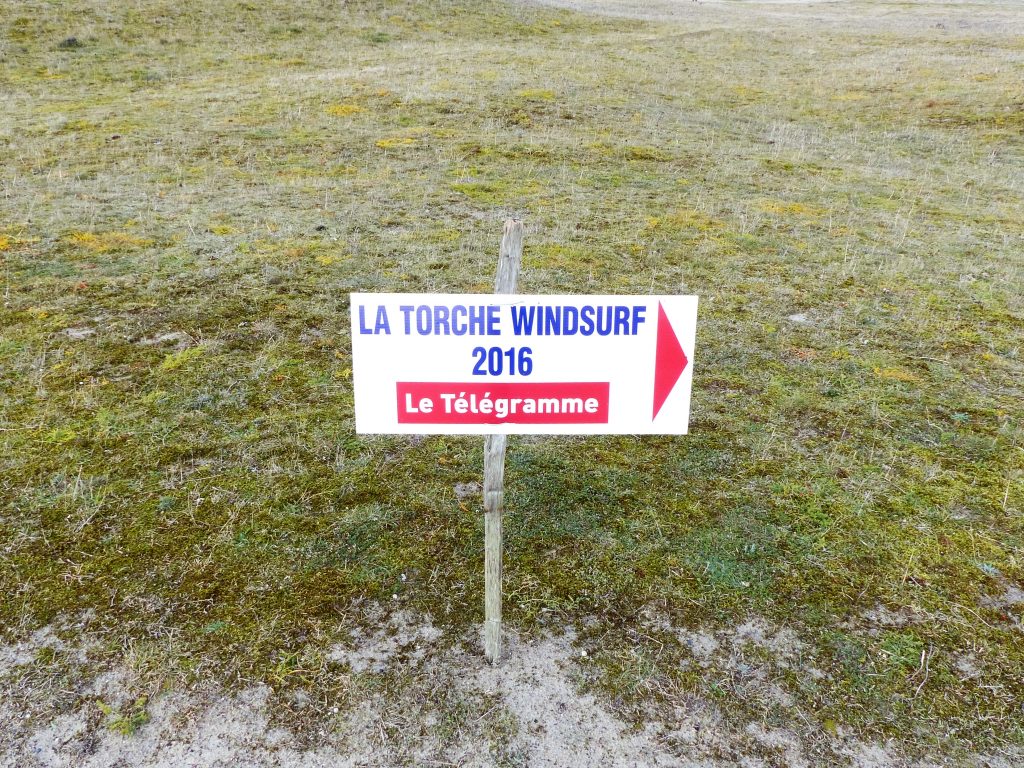 LA TORCHE WINDSURF
2016
Le Télégramme